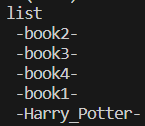 list
-book2-
-book3-
-book4-
-book1-
-Harry_Potter-